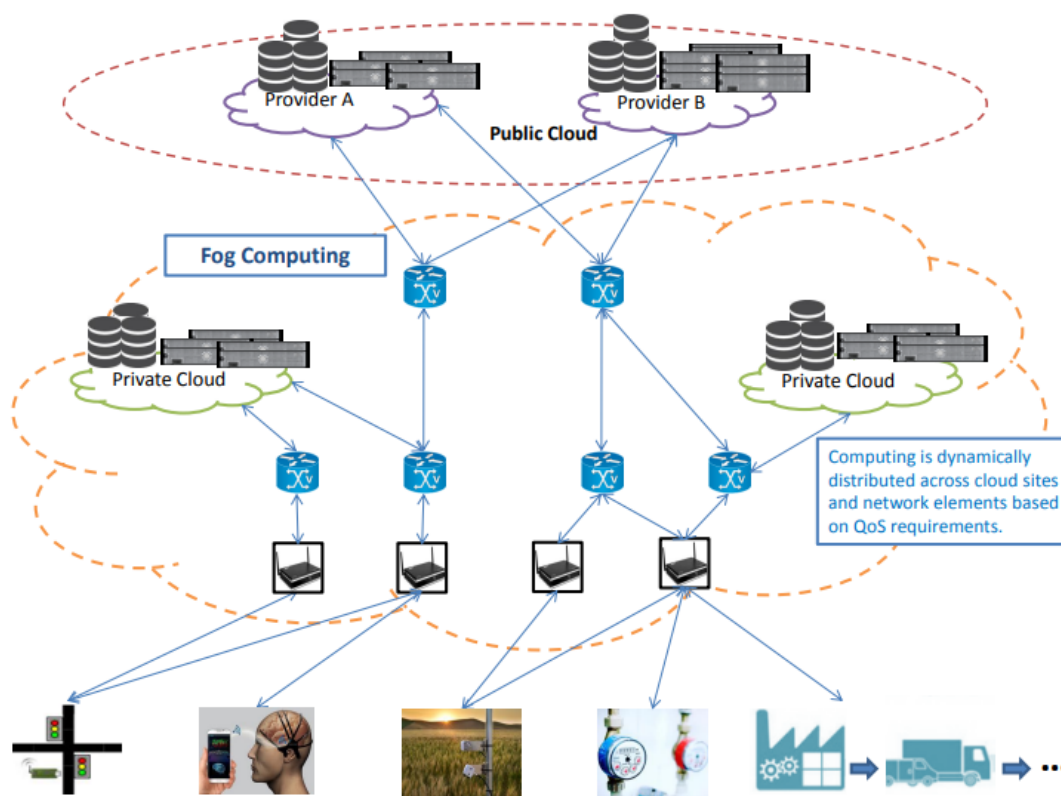 Provider A
Provider B
Public Cloud
Fog Computing
V
V
Private Cloud
Private Cloud
V
V
V
V
Computing is dynamically
distributed across cloud sites
and network elements based
on QoS requirements.
...